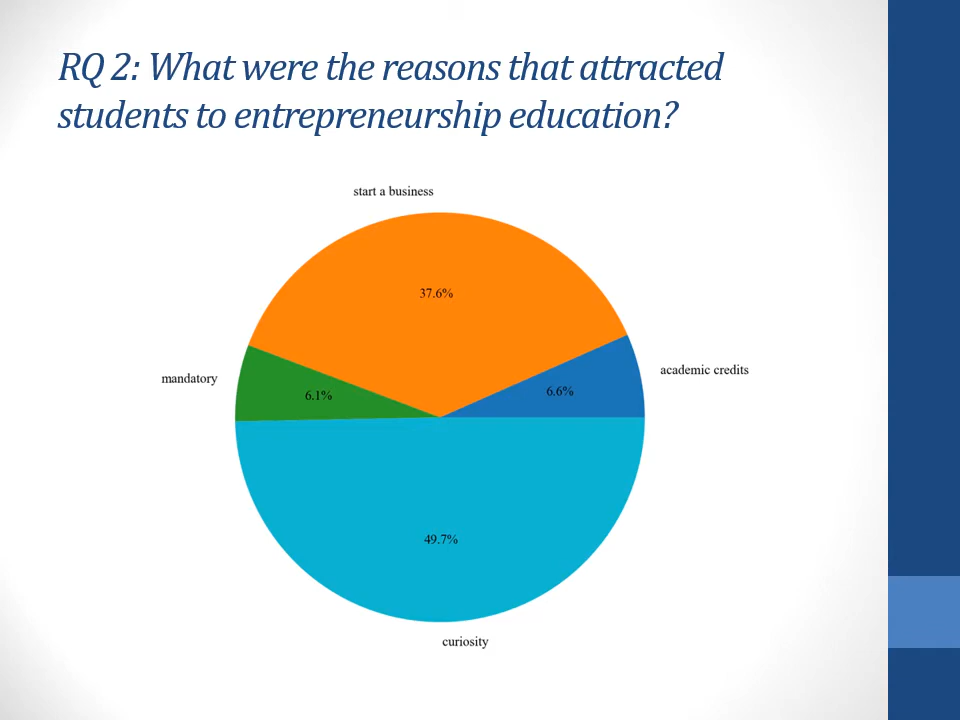 RQ 2: What were the reasons that attracted
students to entrepreneurship education?
start a business
37.6%
academic credits
mandatory
6.6%
6.1%
49.7%
curiosity